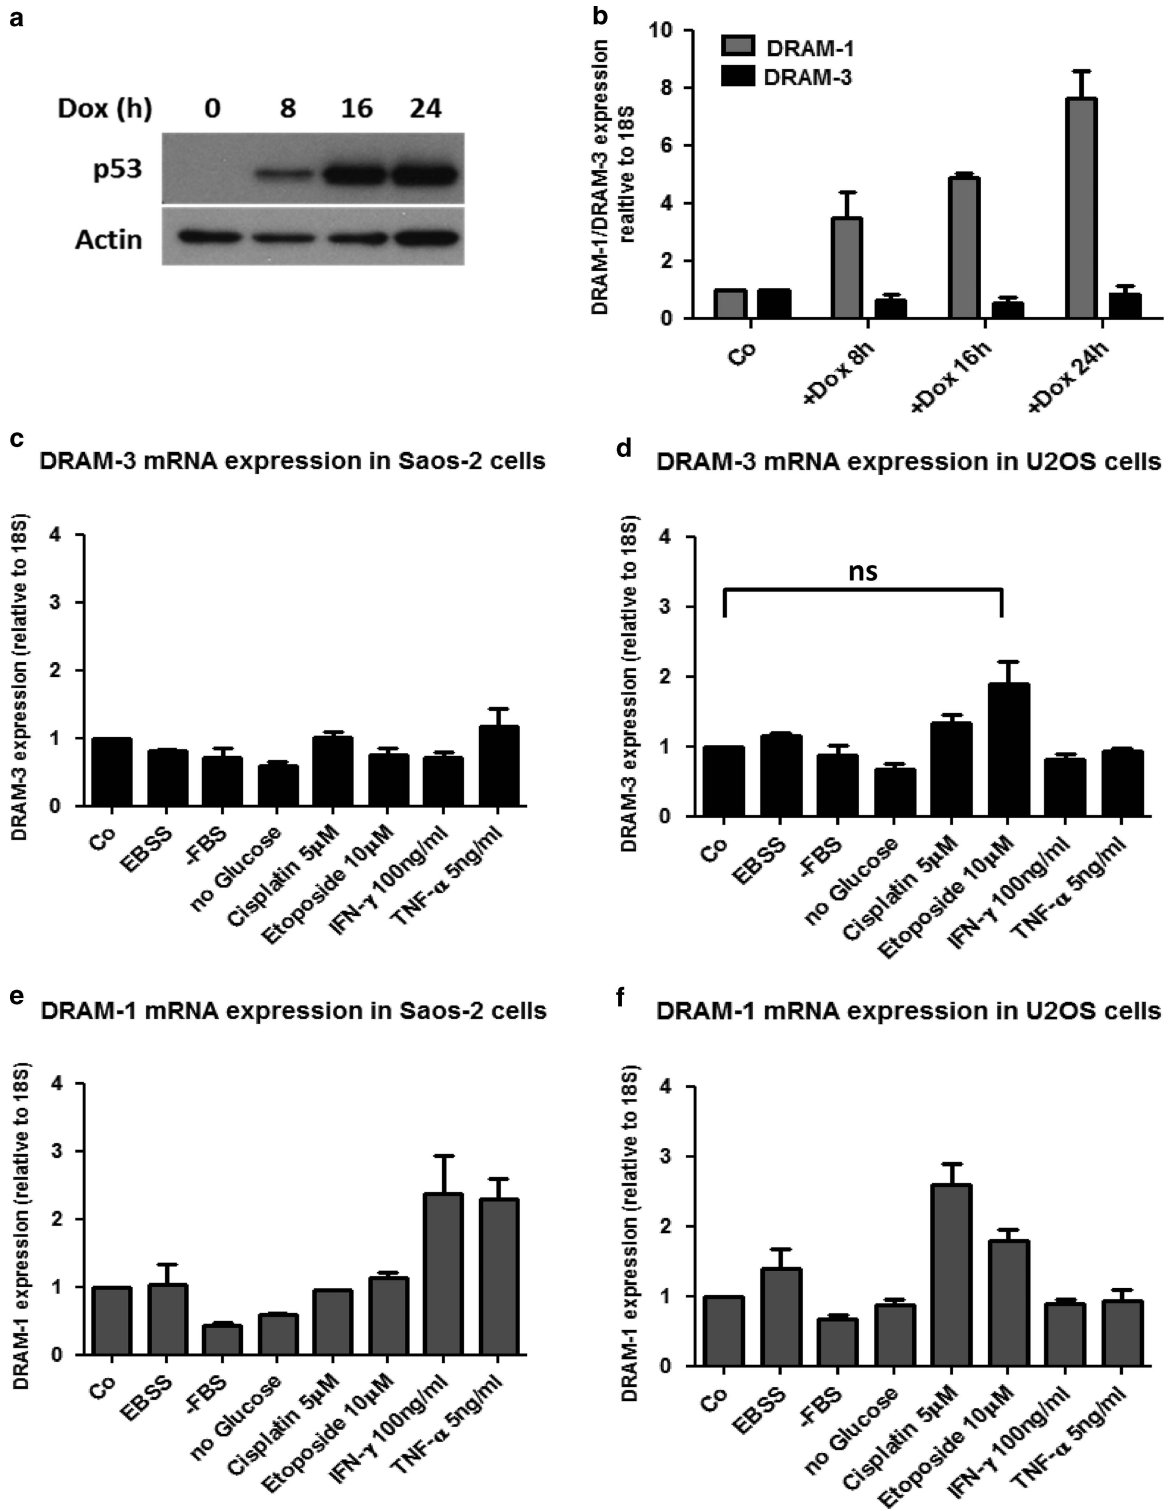 a
Dox (h) 0 8 16 24
p53
Actin
b
DRAM-1/DRAM-3 expression
realtive to 18S
10
8
6
4
2
0
DRAM-1
DRAM-3
Co
+Dox 8h
+Dox 16h
+Dox 24h
c
DRAM-3 mRNA expression in Saos-2 cells
DRAM-3 expression (relative to 18S)
4
3
2
1
0
Co
EBSS
-FBS
no Glucose
Cisplatin 5µM
Etoposide 10µM
IFN-γ 100ng/ml
TNF-α 5ng/ml
d
DRAM-3 mRNA expression in U2OS cells
DRAM-3 expression (relative to 18S)
4
3
2
1
0
ns
Co
EBSS
-FBS
no Glucose
Cisplatin 5µM
Etoposide 10µM
IFN-γ 100ng/ml
TNF-α 5ng/ml
e
DRAM-1 mRNA expression in Saos-2 cells
DRAM-1 expression (relative to 18S)
4
3
2
1
0
Co
EBSS
-FBS
no Glucose
Cisplatin 5µM
Etoposide 10µM
IFN-γ 100ng/ml
TNF-α 5ng/ml
f
DRAM-1 mRNA expression in U2OS cells
DRAM-1 expression (relative to 18S)
4
3
2
1
0
Co
EBSS
-FBS
no Glucose
Cisplatin 5µM
Etoposide 10µM
IFN-γ 100ng/ml
TNF-α 5ng/ml